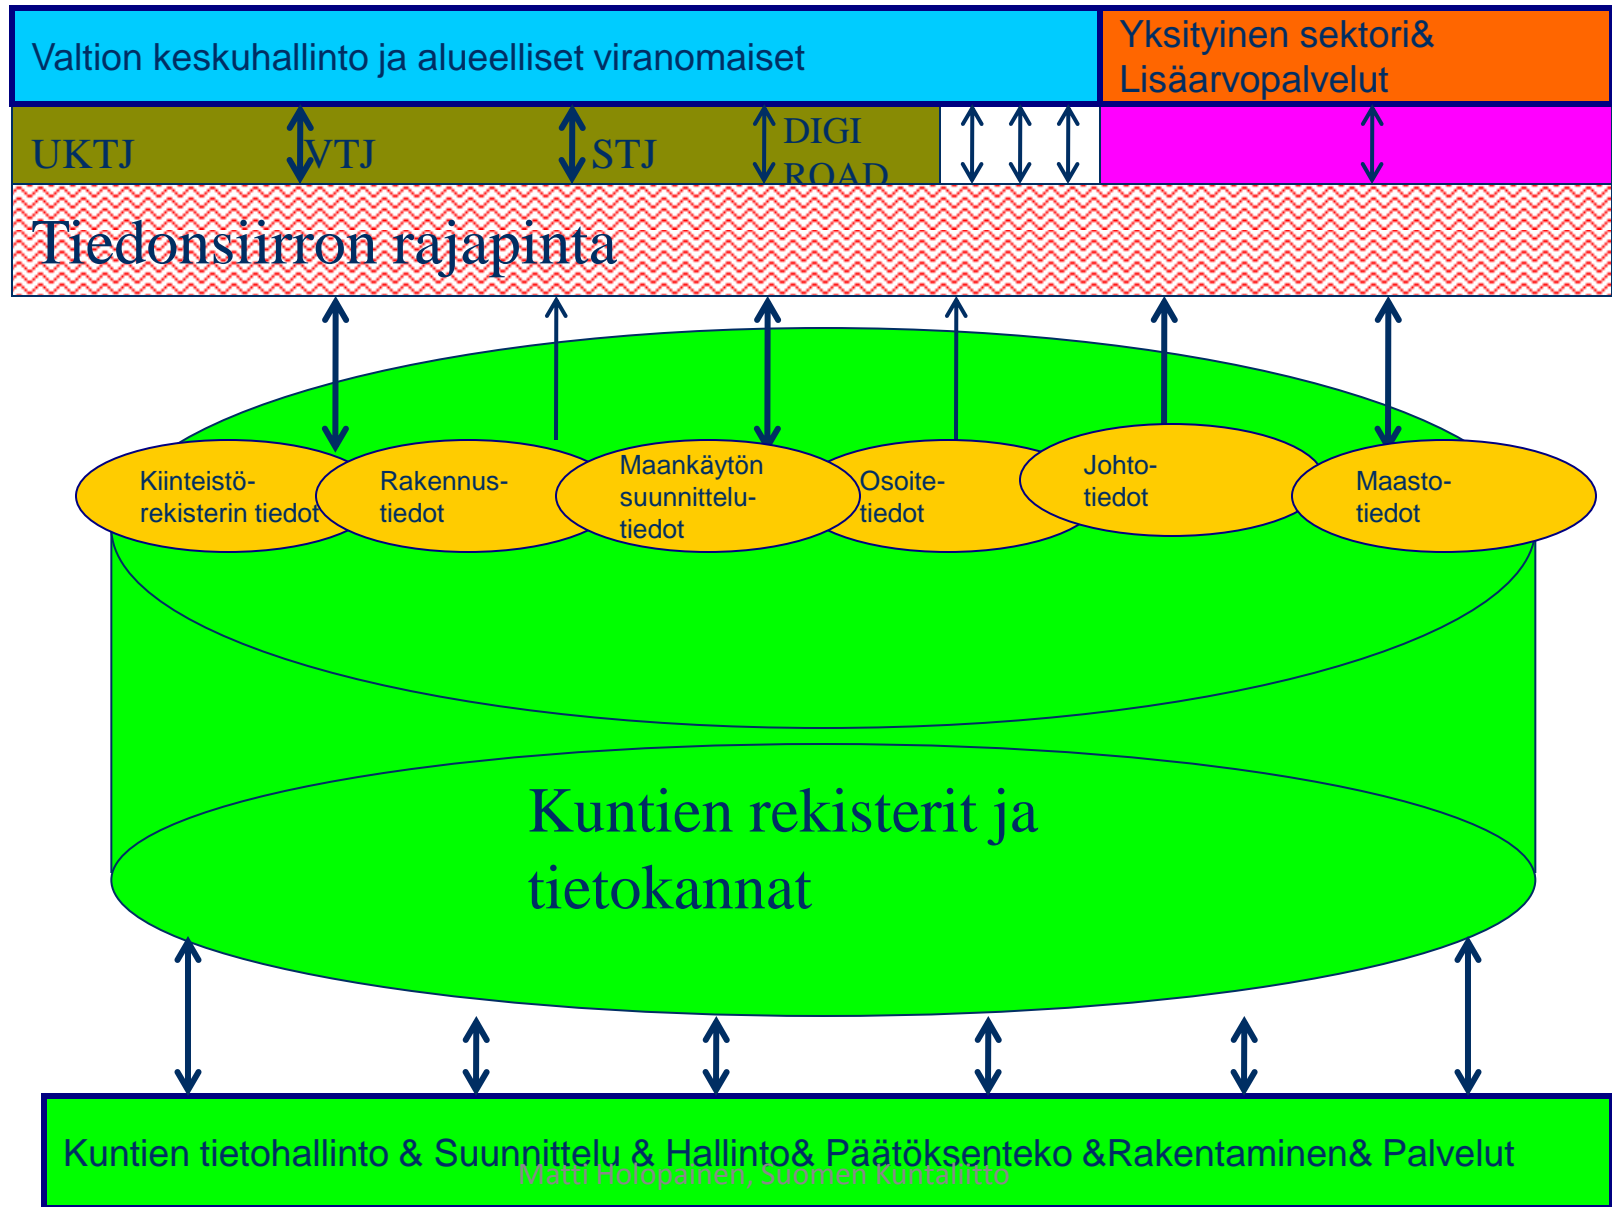 Valtion keskuhallinto ja alueelliset viranomaiset
Yksityinen sektori&
Lisäarvopalvelut
UKTJ
VTJ
STJ
DIGI
ROAD
Tiedonsiirron rajapinta
Kiinteistö-
rekisterin tiedot
Rakennus-
tiedot
Maankäytön
suunnittelu-
tiedot
Osoite-
tiedot
Johto-
tiedot
Maasto-
tiedot
Kuntien rekisterit ja
tietokannat
Kuntien tietohallinto & Suunnittelu & Hallinto& Päätöksenteko &Rakentaminen& Palvelut
Matti Holopainen, Suomen Kuntaliitto